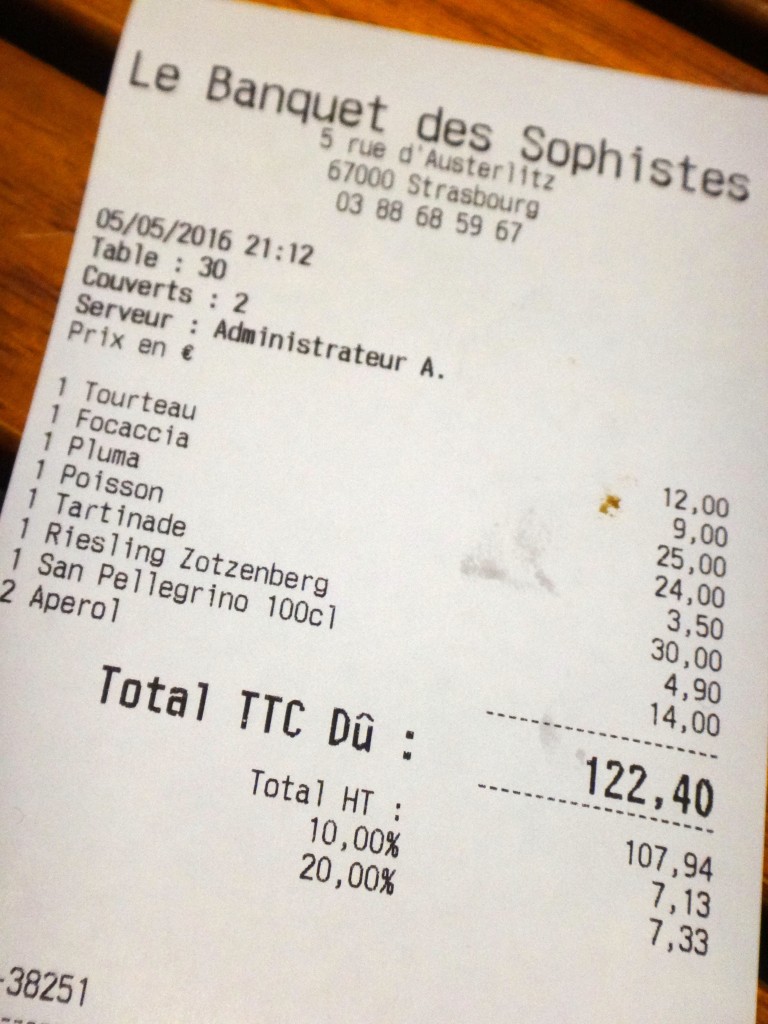 Le Banquet des Sophistes
5 rue d'Austerlitz
67000 Strasbourg
03 88 68 59 67
05/05/2016 21:12
Table : 30
Couverts : 2
Serveur : Administrateur A.
Prix en €
1 Tourteau 12,00
1 Focaccia 9,00
1 Pluma 25,00
1 Poisson 24,00
1 Tartinade 3,50
1 Riesling Zotzenberg 30,00
1 San Pellegrino 100cl 4,90
2 Aperol 14,00
Total TTC Dû : 122,40
Total HT : 107,94
10,00% 7,13
20,00% 7,33
-38251